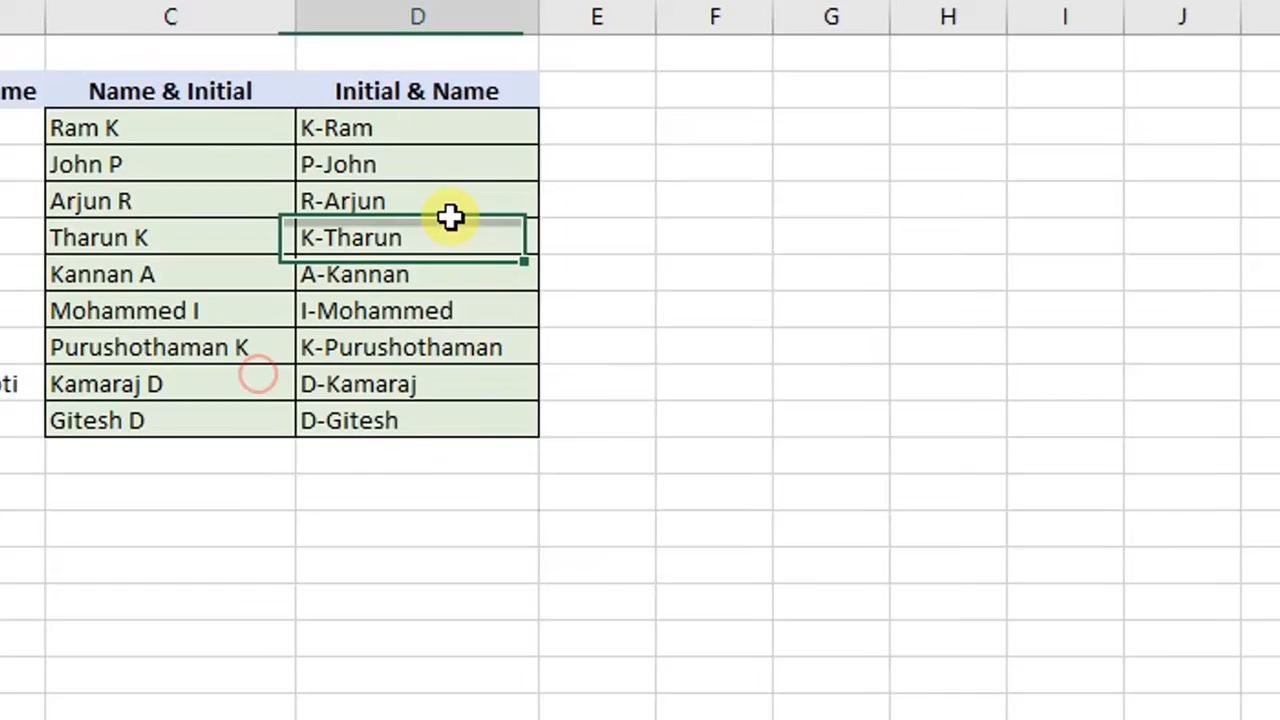 C D E F G H I J
me Name & Initial Initial & Name
Ram K K-Ram
John P P-John
Arjun R R-Arjun
Tharun K K-Tharun
Kannan A A-Kannan
Mohammed I I-Mohammed
Purushothaman K K-Purushothaman
oti Kamaraj D D-Kamaraj
Gitesh D D-Gitesh